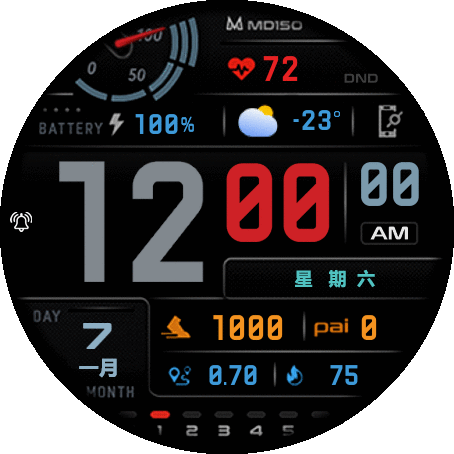 MD150
100
0 50
72 DND
BATTERY 100% -23°
12 00 00
AM
星 期 六
DAY
7
一月
MONTH
1000 pai 0
0.70 75
1 2 3 4 5